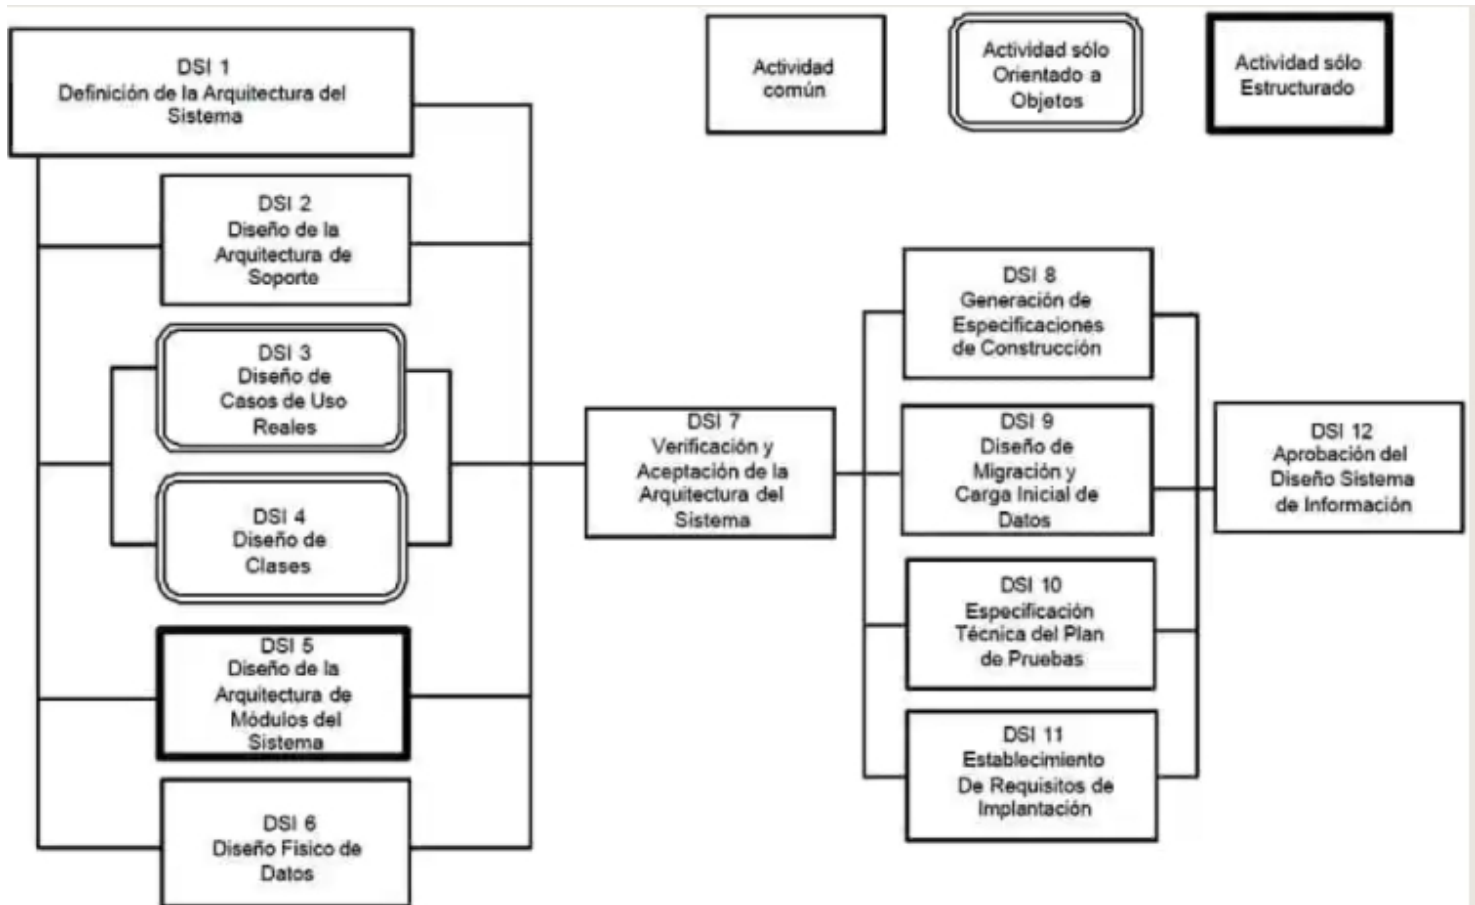 DSI 1
Definición de la Arquitectura del
Sistema
Actividad
común
Actividad sólo
Orientado a
Objetos
Actividad sólo
Estructurado
DSI 2
Diseño de la
Arquitectura de
Soporte
DSI 3
Diseño de
Casos de Uso
Reales
DSI 4
Diseño de
Clases
DSI 5
Diseño de la
Arquitectura de
Módulos del
Sistema
DSI 6
Diseño Físico de
Datos
DSI 7
Verificación y
Aceptación de la
Arquitectura del
Sistema
DSI 8
Generación de
Especificaciones
de Construcción
DSI 9
Diseño de
Migración y
Carga Inicial de
Datos
DSI 10
Especificación
Técnica del Plan
de Pruebas
DSI 11
Establecimiento
De Requisitos de
Implantación
DSI 12
Aprobación del
Diseño Sistema
de Información